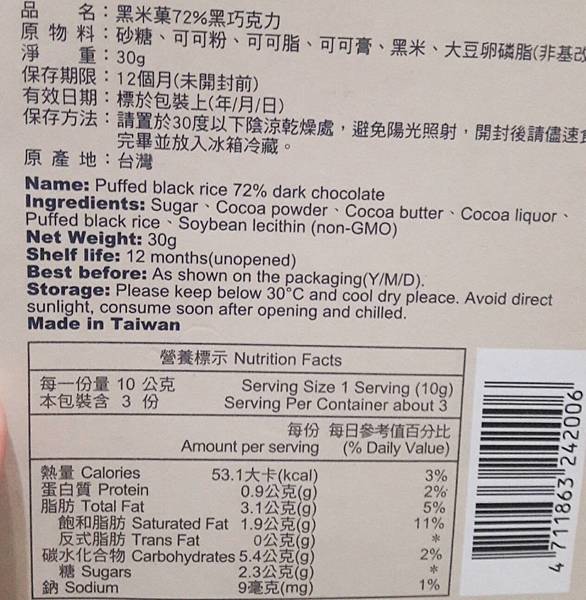 品　　名：黑米菓72%黑巧克力
原 物 料：砂糖、可可粉、可可脂、可可膏、黑米、大豆卵磷脂(非基改
淨　　重：30g
保存期限：12個月(未開封前)
有效日期：標於包裝上(年/月/日)
保存方法：請置於30度以下陰涼乾燥處，避免陽光照射，開封後請儘速食
完畢並放入冰箱冷藏。
原 產 地：台灣
Name: Puffed black rice 72% dark chocolate
Ingredients: Sugar、Cocoa powder、Cocoa butter、Cocoa liquor、
Puffed black rice、Soybean lecithin (non-GMO)
Net Weight: 30g
Shelf life: 12 months(unopened)
Best before: As shown on the packaging(Y/M/D).
Storage: Please keep below 30°C and cool dry pleace. Avoid direct
sunlight, consume soon after opening and chilled.
Made in Taiwan
營養標示 Nutrition Facts
每一份量 10 公克 Serving Size 1 Serving (10g)
本包裝含 3 份 Serving Per Container about 3
每份 每日參考值百分比
Amount per serving (% Daily Value)
熱量 Calories 53.1大卡(kcal) 3%
蛋白質 Protein 0.9公克(g) 2%
脂肪 Total Fat 3.1公克(g) 5%
飽和脂肪 Saturated Fat 1.9公克(g) 11%
反式脂肪 Trans Fat 0公克(g) *
碳水化合物 Carbohydrates 5.4公克(g) 2%
糖 Sugars 2.3公克(g) *
鈉 Sodium 9毫克(mg) 1%
4 711863 242006